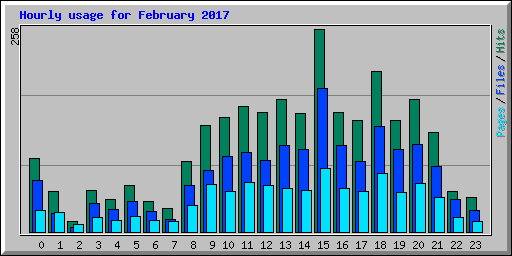 Hourly usage for February 2017
258
Pages / Files / Hits
0 1 2 3 4 5 6 7 8 9 10 11 12 13 14 15 16 17 18 19 20 21 22 23